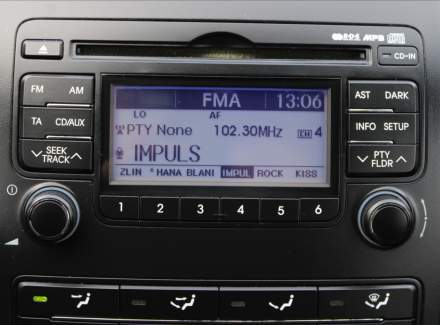 RDS MP3
CD-IN
FM AM
TA CD/AUX
SEEK
TRACK
FMA 13:06
LO AF
PTY None 102.30MHz CH 4
IMPULS
ZLIN *HANA BLANI IMPUL ROCK KISS
1 2 3 4 5 6
AST DARK
INFO SETUP
PTY
FLDR